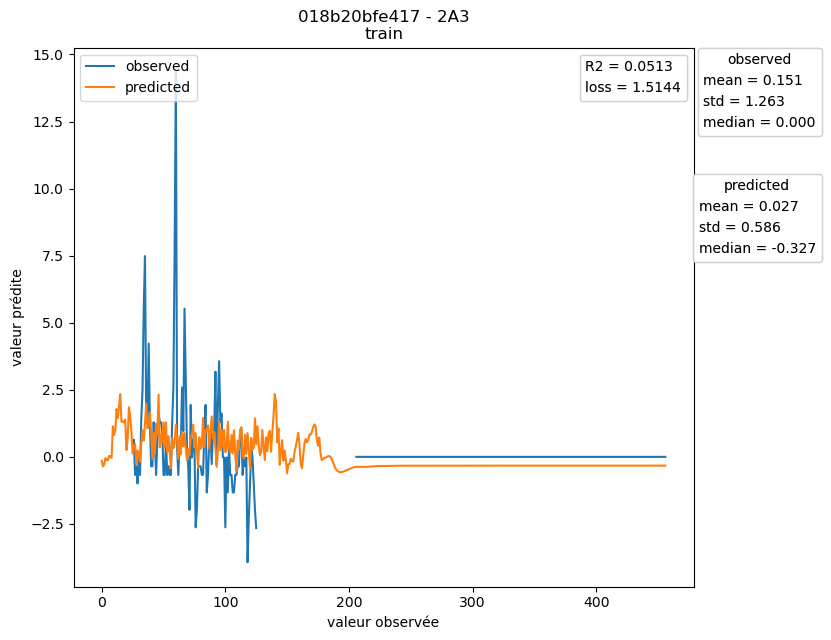 018b20bfe417 - 2A3
train
observed
predicted
R2 = 0.0513
loss = 1.5144
observed
mean = 0.151
std = 1.263
median = 0.000
predicted
mean = 0.027
std = 0.586
median = -0.327
15.0
12.5
10.0
7.5
5.0
2.5
0.0
−2.5
valeur prédite
0
100
200
300
400
valeur observée